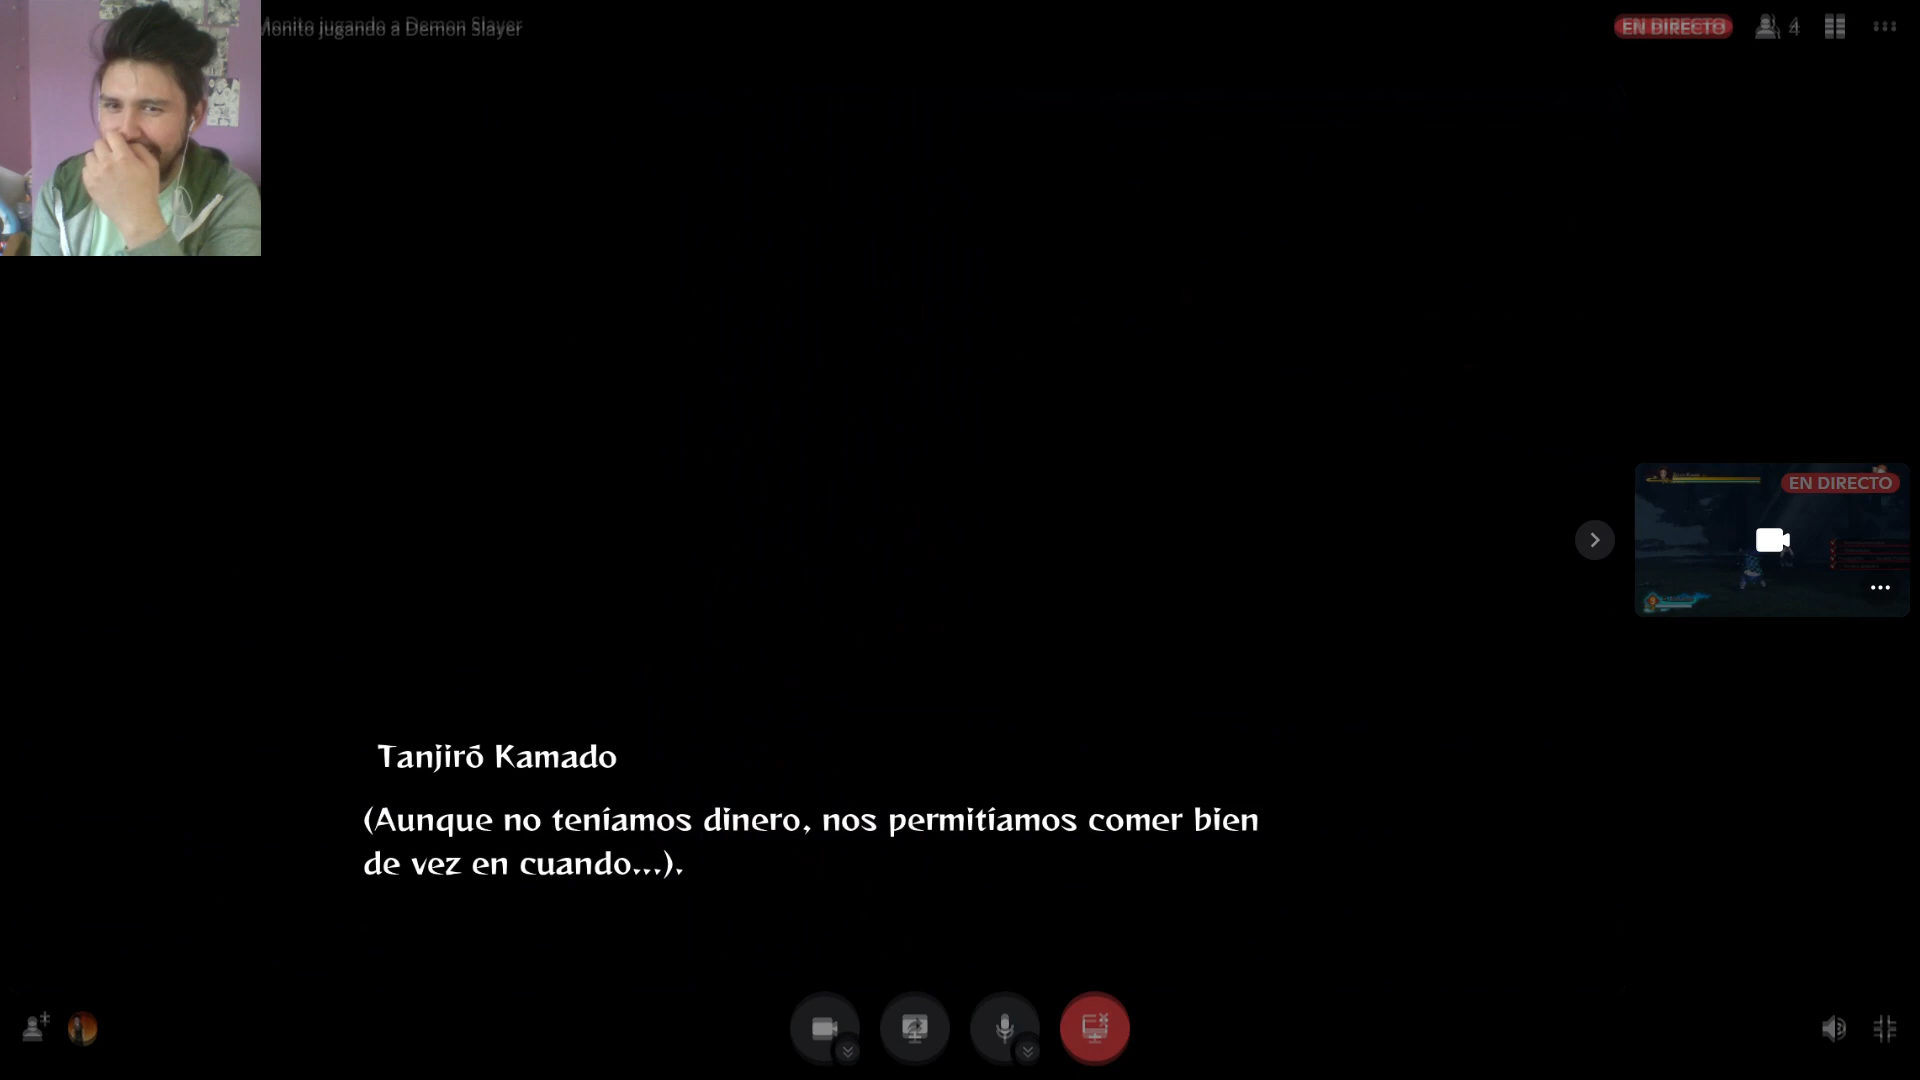 Monito jugando a Demon Slayer
EN DIRECTO
4
EN DIRECTO
Tanjiró Kamado
(Aunque no teníamos dinero, nos permitíamos comer bien
de vez en cuando...).